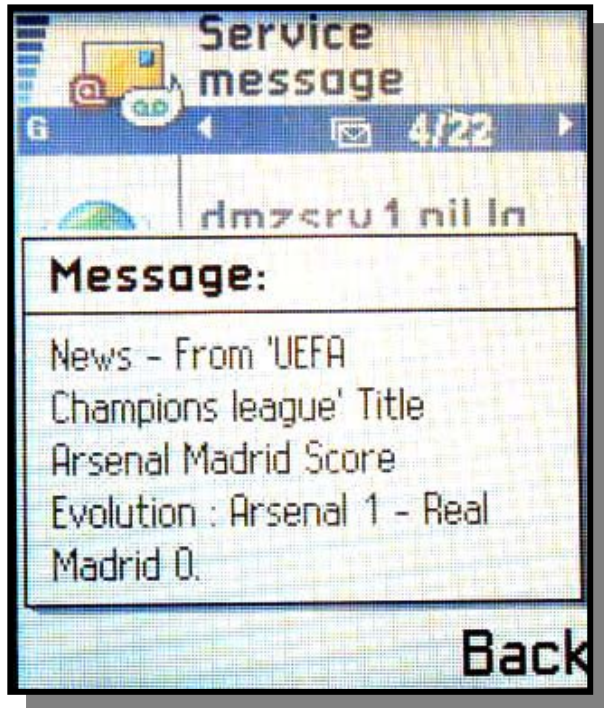 Service
message
G
4/22
Message:
News - From 'UEFA
Champions league' Title
Arsenal Madrid Score
Evolution : Arsenal 1 - Real
Madrid 0.
Back